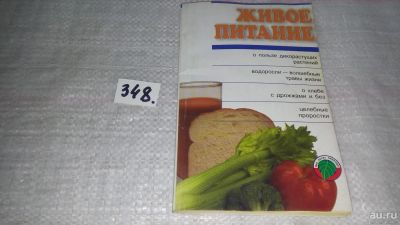 ЖИВОЕ
ПИТАНИЕ
о пользе дикорастущих
растений
водоросли — волшебные
травы жизни
о хлебе
с дрожжами и без
целебные
проростки
348.
au.ru